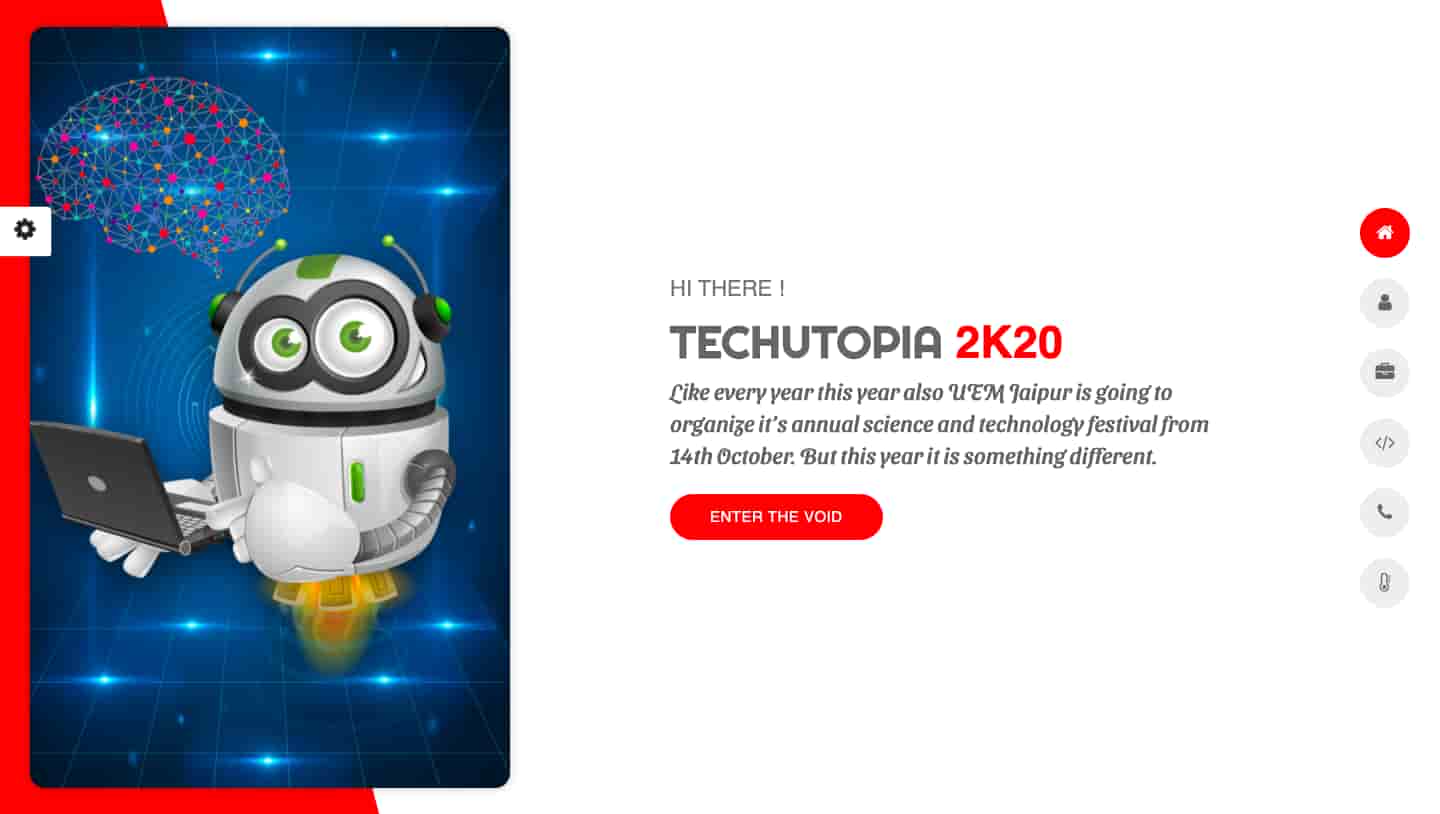 HI THERE !
TECHUTOPIA 2K20
Like every year this year also UEM Jaipur is going to
organize it's annual science and technology festival from
14th October. But this year it is something different.
ENTER THE VOID